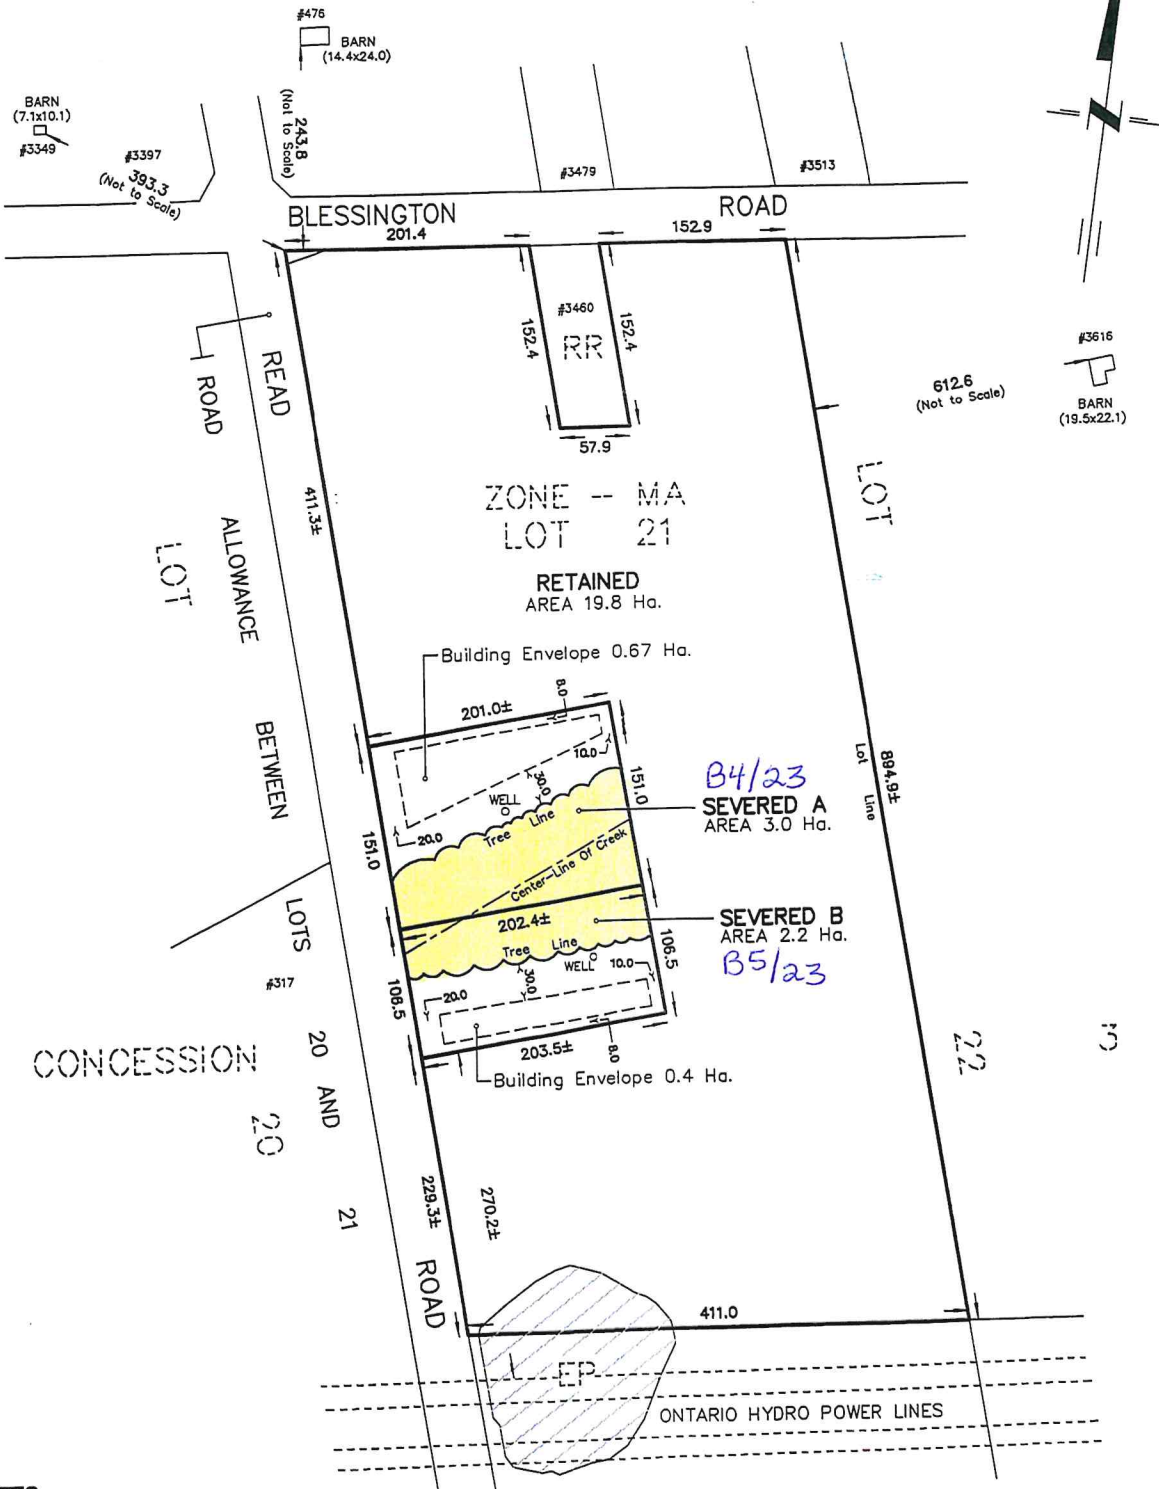 #476
BARN
(14.4x24.0)
BARN
(7.1x10.1)
#3349
#3397
393.3
(Not to Scale)
243.8
(Not to Scale)
#3479
#3513
N
BLESSINGTON ROAD
201.4
152.9
152.4
#3460
RR
152.4
57.9
#3616
BARN
(19.5x22.1)
612.6
(Not to Scale)
READ
ROAD
411.3±
ALLOWANCE
LOT
ZONE -- MA
LOT 21
RETAINED
AREA 19.8 Ha.
LOT
Building Envelope 0.67 Ha.
201.0±
8.0
10.0
30.0
WELL
20.0
Tree Line
151.0
151.0
Center-Line Of Creek
B4/23
SEVERED A
AREA 3.0 Ha.
894.9±
Lot Line
BETWEEN
202.4±
SEVERED B
AREA 2.2 Ha.
B5/23
Tree Line
WELL
10.0
30.0
20.0
106.5
106.5
203.5±
8.0
Building Envelope 0.4 Ha.
LOTS
#317
CONCESSION
20 AND
20
21
22
3
229.3±
270.2±
ROAD
411.0
EP
ONTARIO HYDRO POWER LINES